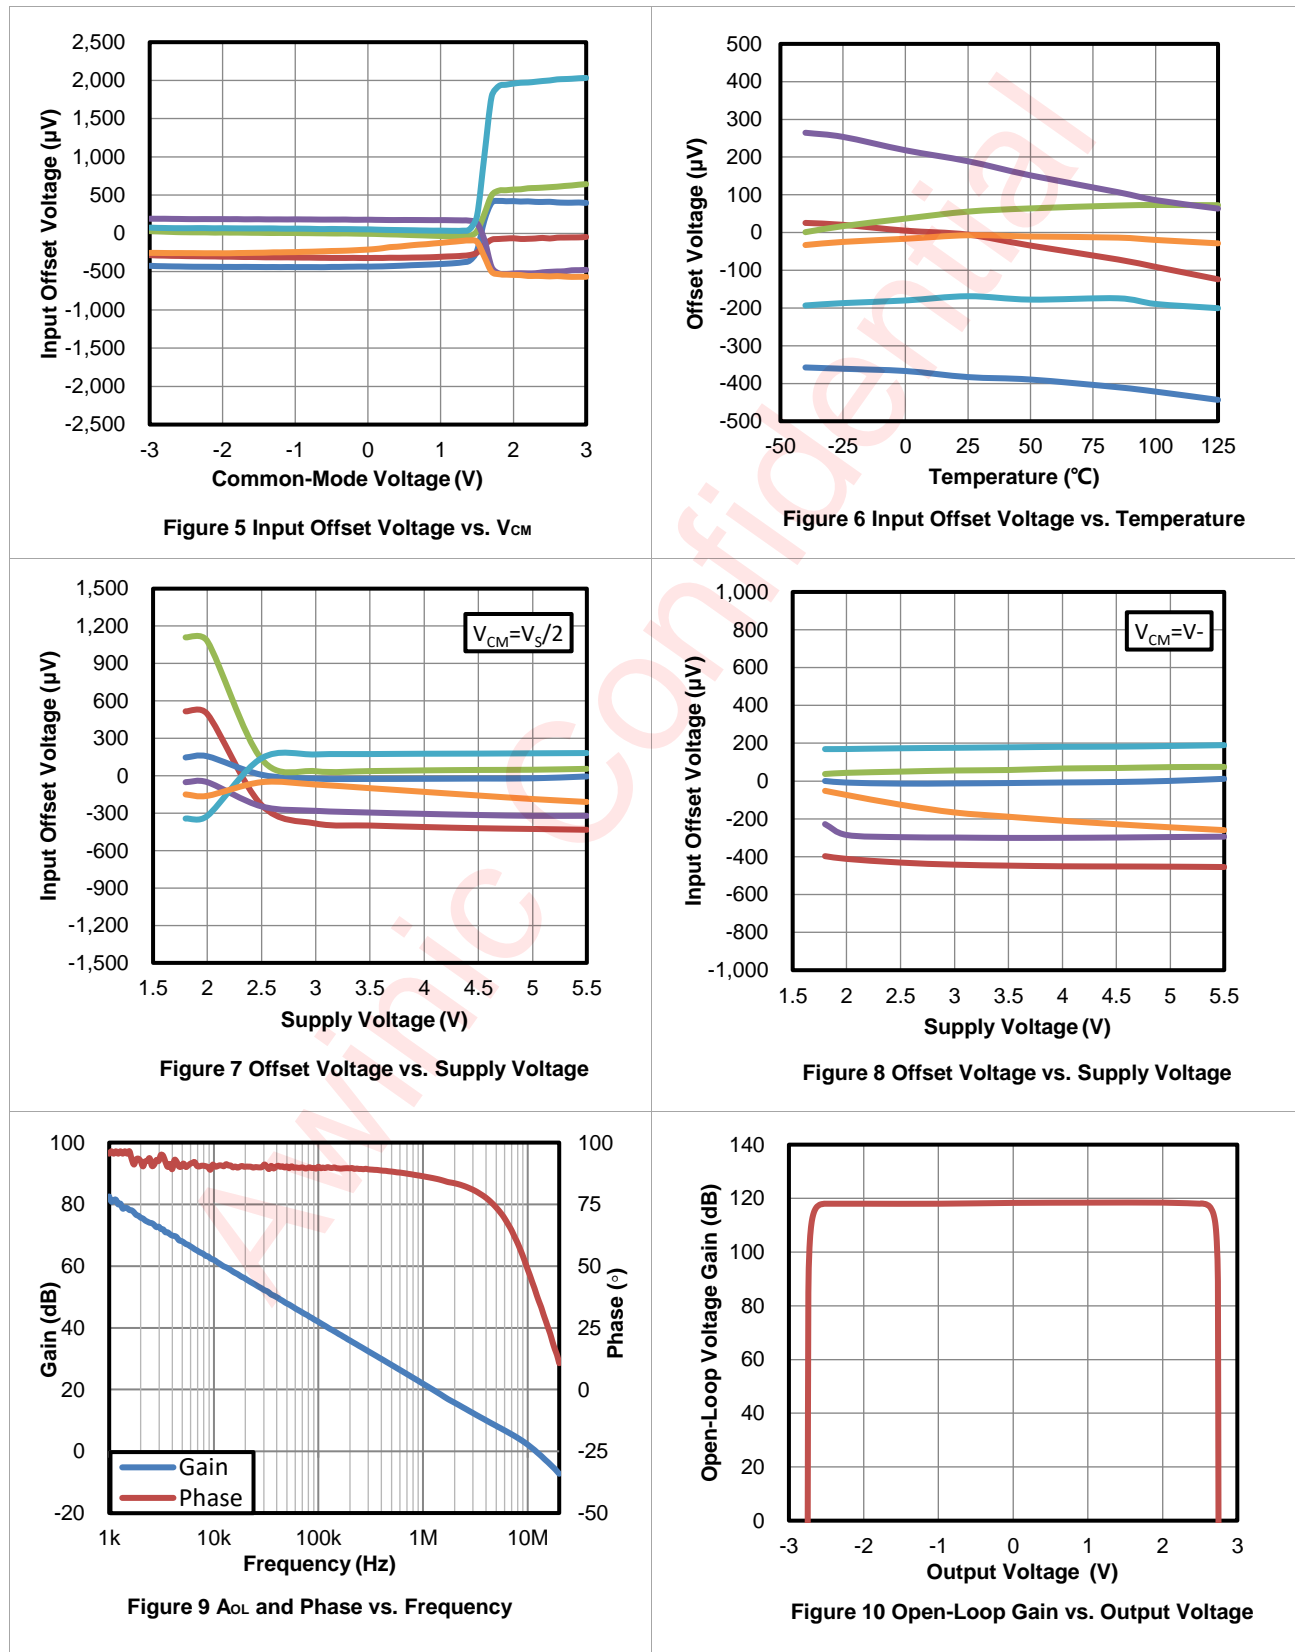 2,500
2,000
1,500
1,000
500
0
-500
-1,000
-1,500
-2,000
-2,500
Input Offset Voltage (µV)
-3 -2 -1 0 1 2 3
Common-Mode Voltage (V)
Figure 5 Input Offset Voltage vs. VCM
500
400
300
200
100
0
-100
-200
-300
-400
-500
Offset Voltage (µV)
-50 -25 0 25 50 75 100 125
Temperature (℃)
Figure 6 Input Offset Voltage vs. Temperature
1,500
1,200
900
600
300
0
-300
-600
-900
-1,200
-1,500
Input Offset Voltage (µV)
VCM=VS/2
1.5 2 2.5 3 3.5 4 4.5 5 5.5
Supply Voltage (V)
Figure 7 Offset Voltage vs. Supply Voltage
1,000
800
600
400
200
0
-200
-400
-600
-800
-1,000
Input Offset Voltage (µV)
VCM=V-
1.5 2 2.5 3 3.5 4 4.5 5 5.5
Supply Voltage (V)
Figure 8 Offset Voltage vs. Supply Voltage
100
80
60
40
20
0
-20
Gain (dB)
Gain
Phase
100
75
50
25
0
-25
-50
Phase (○)
1k 10k 100k 1M 10M
Frequency (Hz)
Figure 9 AOL and Phase vs. Frequency
140
120
100
80
60
40
20
0
Open-Loop Voltage Gain (dB)
-3 -2 -1 0 1 2 3
Output Voltage (V)
Figure 10 Open-Loop Gain vs. Output Voltage
Awinic Confidential